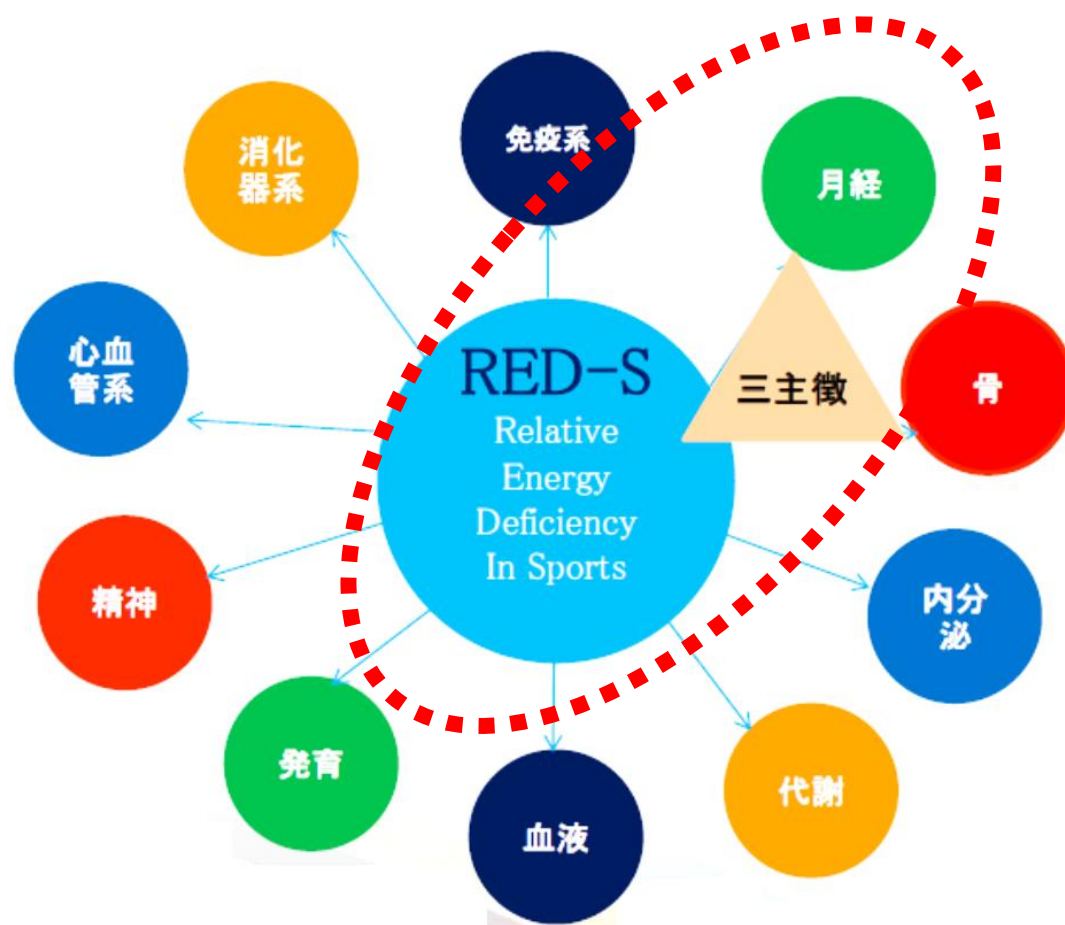 免疫系
消化
器系
月経
心血
管系
RED-S
Relative
Energy
Deficiency
In Sports
三主徴
骨
精神
内分
泌
発育
代謝
血液